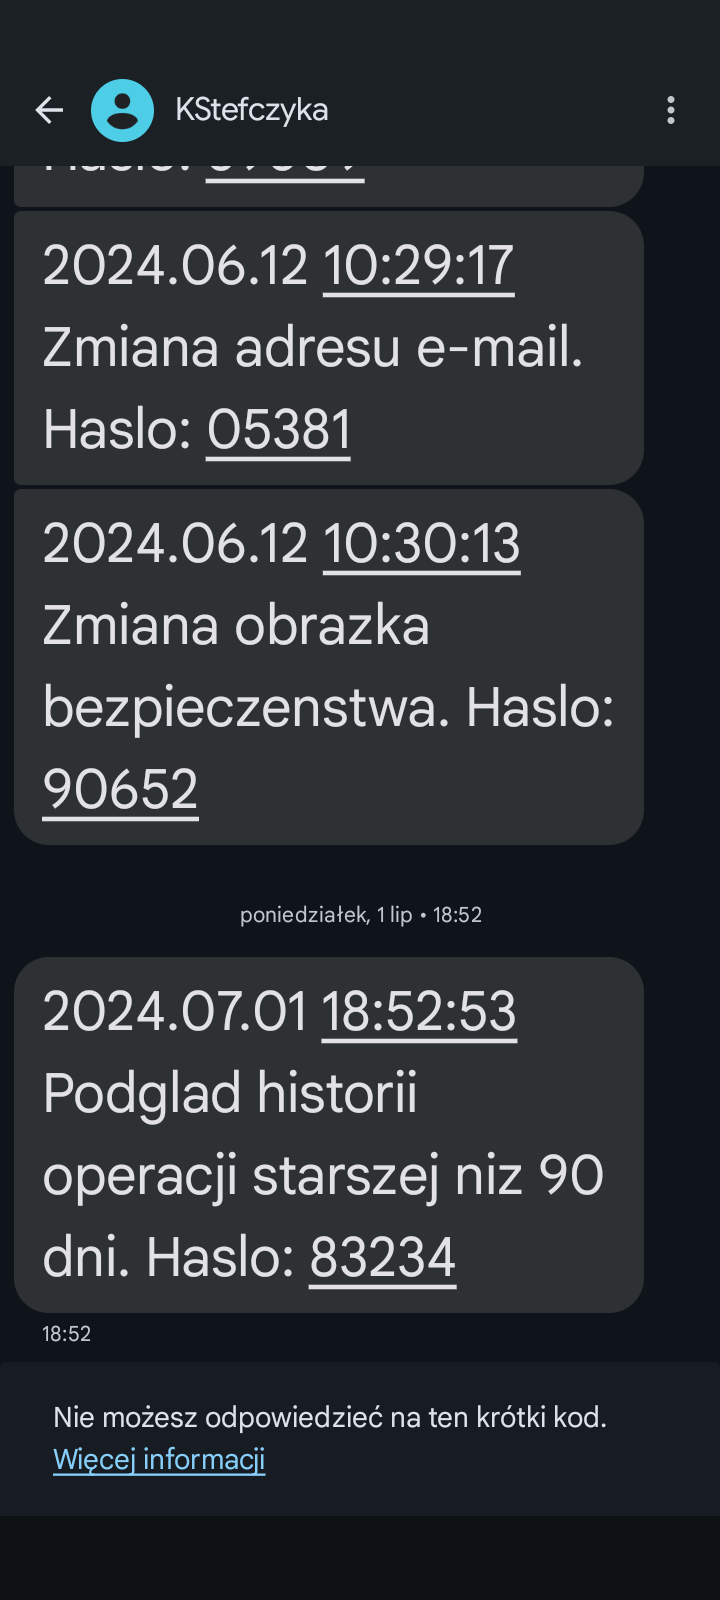 KStefczyka
2024.06.12 10:29:17
Zmiana adresu e-mail.
Haslo: 05381
2024.06.12 10:30:13
Zmiana obrazka
bezpieczenstwa. Haslo:
90652
poniedziałek, 1 lip • 18:52
2024.07.01 18:52:53
Podglad historii
operacji starszej niz 90
dni. Haslo: 83234
18:52
Nie możesz odpowiedzieć na ten krótki kod.
Więcej informacji